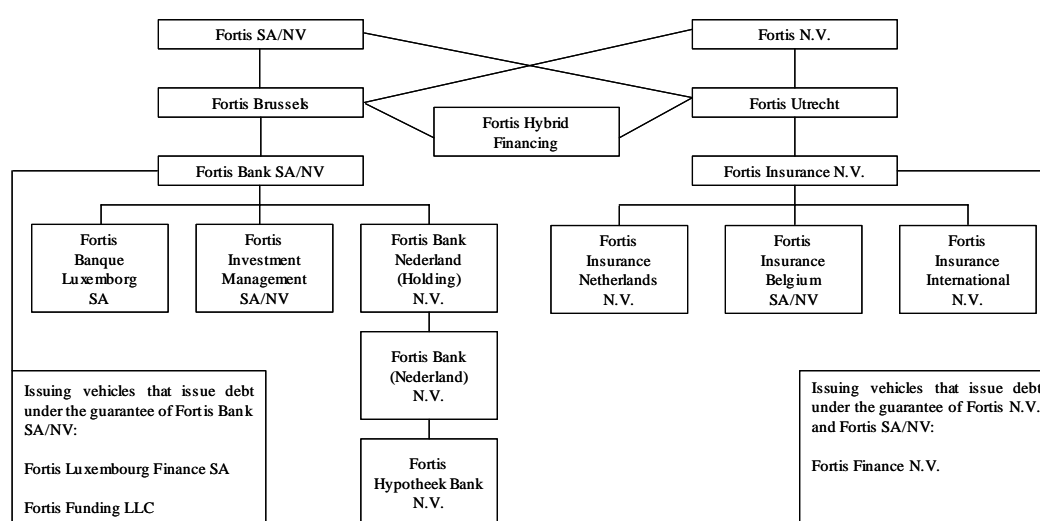 Fortis SA/NV
Fortis N.V.
Fortis Brussels
Fortis Utrecht
Fortis Hybrid
Financing
Fortis Bank SA/NV
Fortis Insurance N.V.
Fortis
Banque
Luxemborg
SA
Fortis
Investment
Management
SA/NV
Fortis Bank
Nederland
(Holding)
N.V.
Fortis
Insurance
Netherlands
N.V.
Fortis
Insurance
Belgium
SA/NV
Fortis
Insurance
International
N.V.
Fortis Bank
(Nederland)
N.V.
Issuing vehicles that issue debt
under the guarantee of Fortis Bank
SA/NV:
Fortis Luxembourg Finance SA
Fortis Funding LLC
Fortis
Hypotheek Bank
N.V.
Issuing vehicles that issue debt
under the guarantee of Fortis N.V.
and Fortis SA/NV:
Fortis Finance N.V.